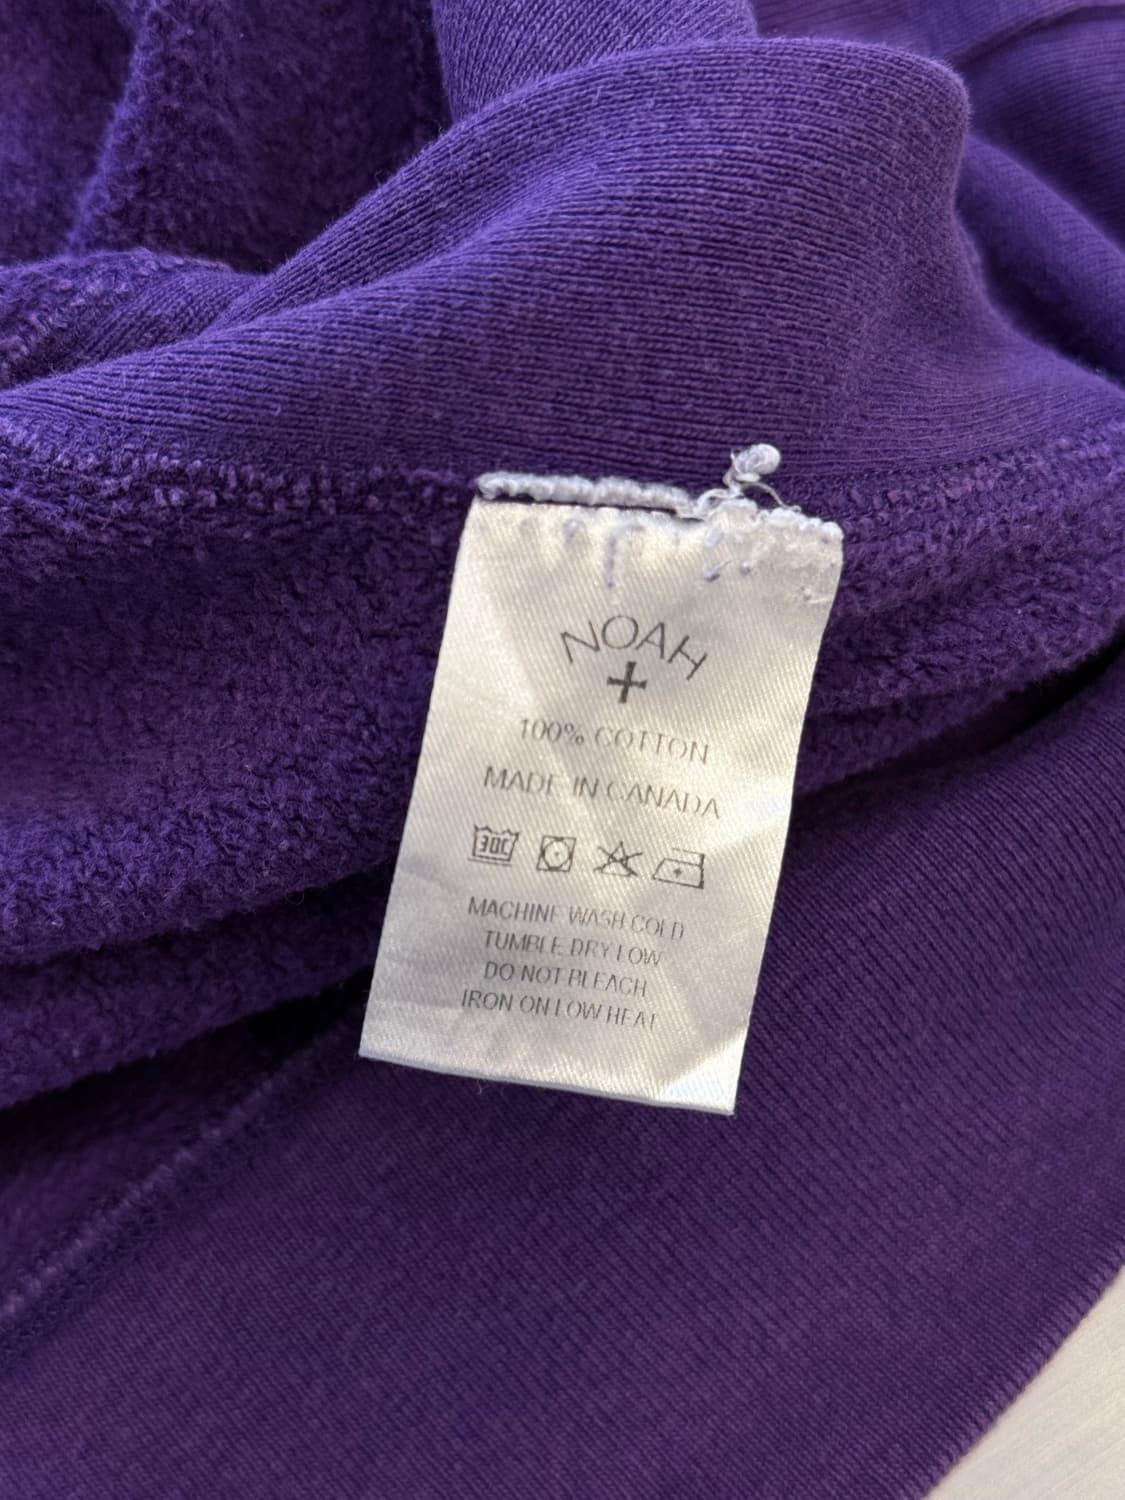 NOAH
100% COTTON
MADE IN CANADA
30C
MACHINE WASH COLD
TUMBLE DRY LOW
DO NOT BLEACH
IRON ON LOW HEAT